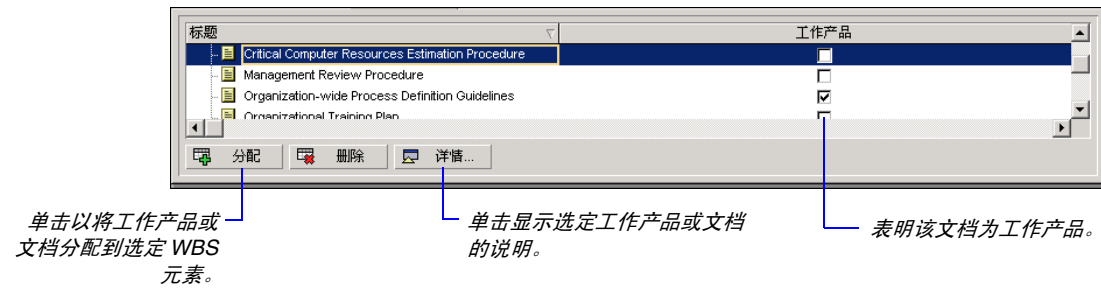 标题 工作产品
Critical Computer Resources Estimation Procedure
Management Review Procedure
Organization-wide Process Definition Guidelines
Organizational Training Plan
分配 删除 详情...
单击以将工作产品或
文档分配到选定 WBS
元素。
单击显示选定工作产品或文档
的说明。
表明该文档为工作产品。